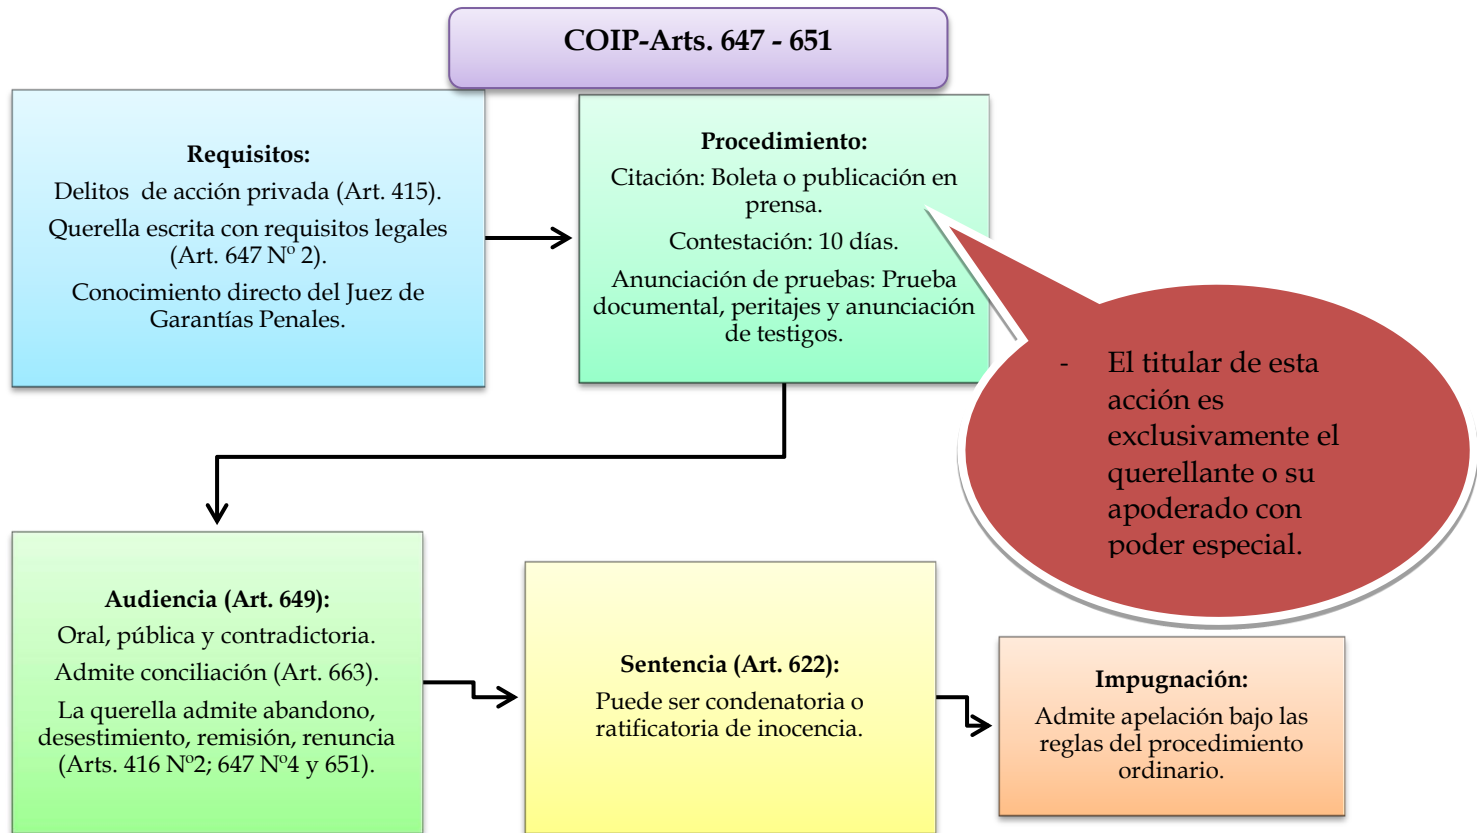 COIP-Arts. 647 - 651
Requisitos:
Delitos de acción privada (Art. 415).
Querella escrita con requisitos legales
(Art. 647 Nº 2).
Conocimiento directo del Juez de
Garantías Penales.
Procedimiento:
Citación: Boleta o publicación en
prensa.
Contestación: 10 días.
Anunciación de pruebas: Prueba
documental, peritajes y anunciación
de testigos.
- El titular de esta
acción es
exclusivamente el
querellante o su
apoderado con
poder especial.
Audiencia (Art. 649):
Oral, pública y contradictoria.
Admite conciliación (Art. 663).
La querella admite abandono,
desestimiento, remisión, renuncia
(Arts. 416 Nº2; 647 Nº4 y 651).
Sentencia (Art. 622):
Puede ser condenatoria o
ratificatoria de inocencia.
Impugnación:
Admite apelación bajo las
reglas del procedimiento
ordinario.